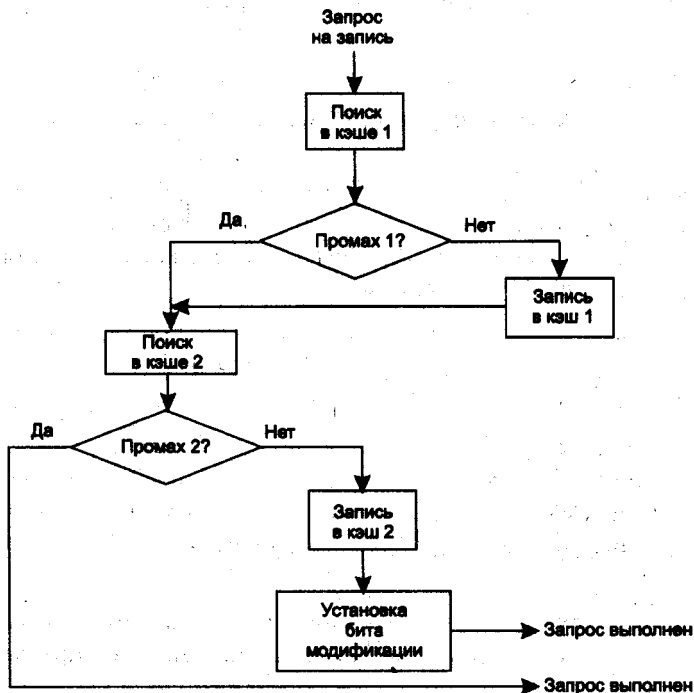 Запрос
на запись
Поиск
в кэше 1
Да
Промах 1?
Нет
Запись
в кэш 1
Поиск
в кэше 2
Да
Промах 2?
Нет
Запись
в кэш 2
Установка
бита
модификации
Запрос выполнен
Запрос выполнен